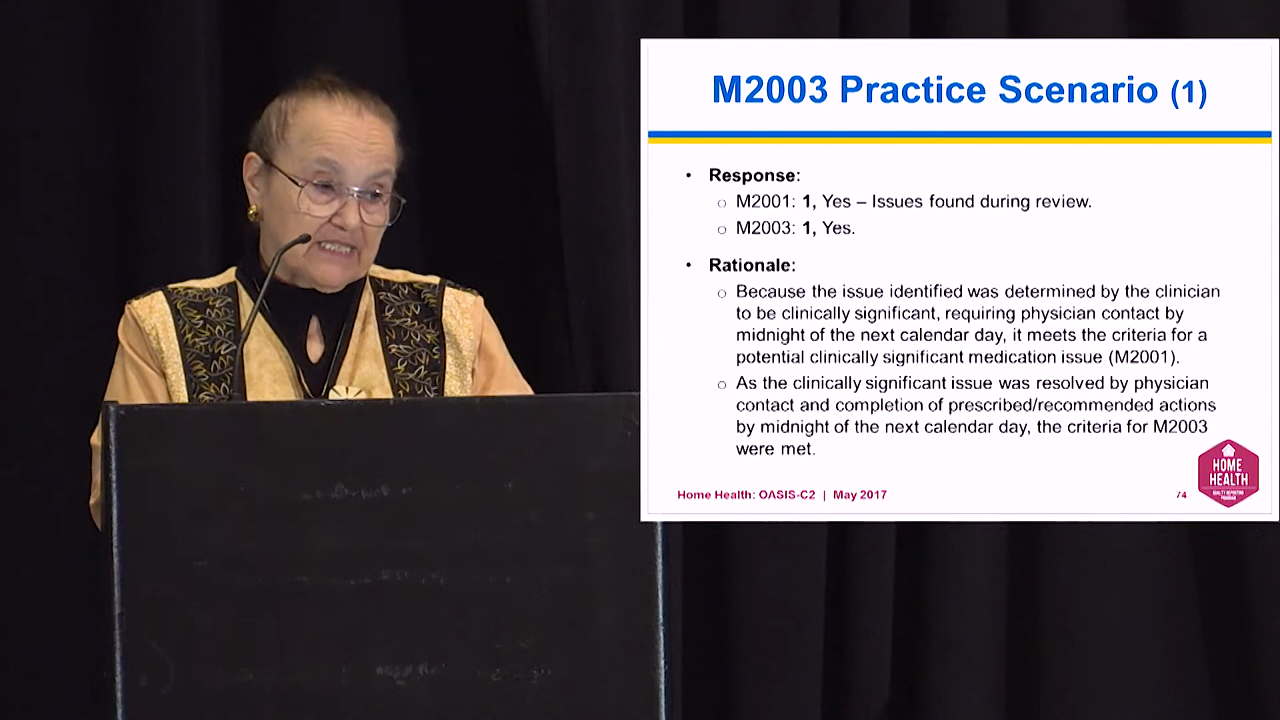 M2003 Practice Scenario (1)
• Response:
○ M2001: 1, Yes – Issues found during review.
○ M2003: 1, Yes.
• Rationale:
○ Because the issue identified was determined by the clinician
to be clinically significant, requiring physician contact by
midnight of the next calendar day, it meets the criteria for a
potential clinically significant medication issue (M2001).
○ As the clinically significant issue was resolved by physician
contact and completion of prescribed/recommended actions
by midnight of the next calendar day, the criteria for M2003
were met.
HOME
HEALTH
QUALITY REPORTING
PROGRAM
Home Health: OASIS-C2 | May 2017
74